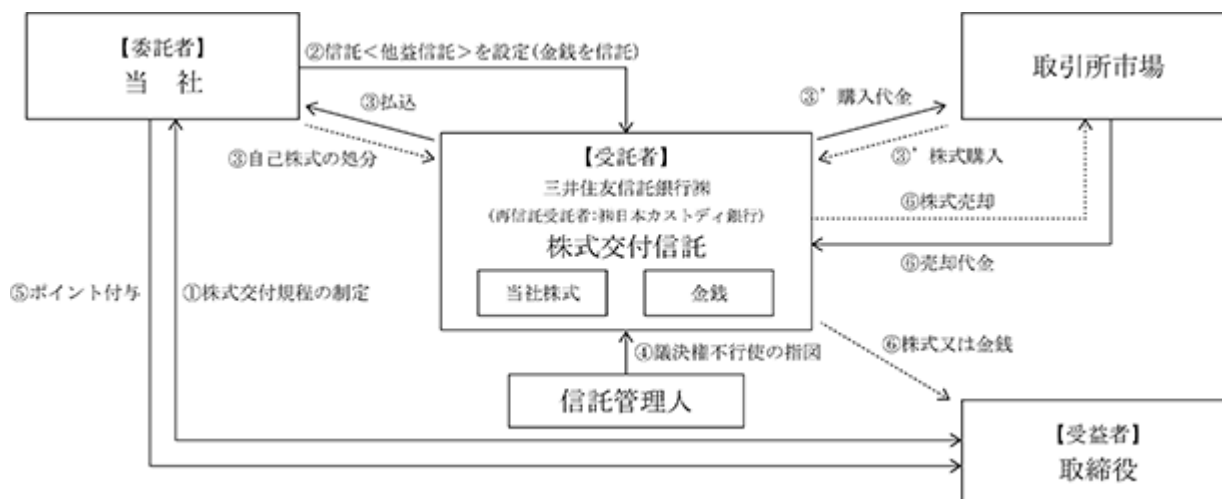 【委託者】
当 社
②信託<他益信託>を設定(金銭を信託)
取引所市場
③払込
③’購入代金
③自己株式の処分
③’株式購入
【受託者】
三井住友信託銀行㈱
(再信託受託者:㈱日本カストディ銀行)
株式交付信託
当社株式
金銭
⑥株式売却
⑥売却代金
⑤ポイント付与
①株式交付規程の制定
④議決権不行使の指図
⑥株式又は金銭
信託管理人
【受益者】
取締役